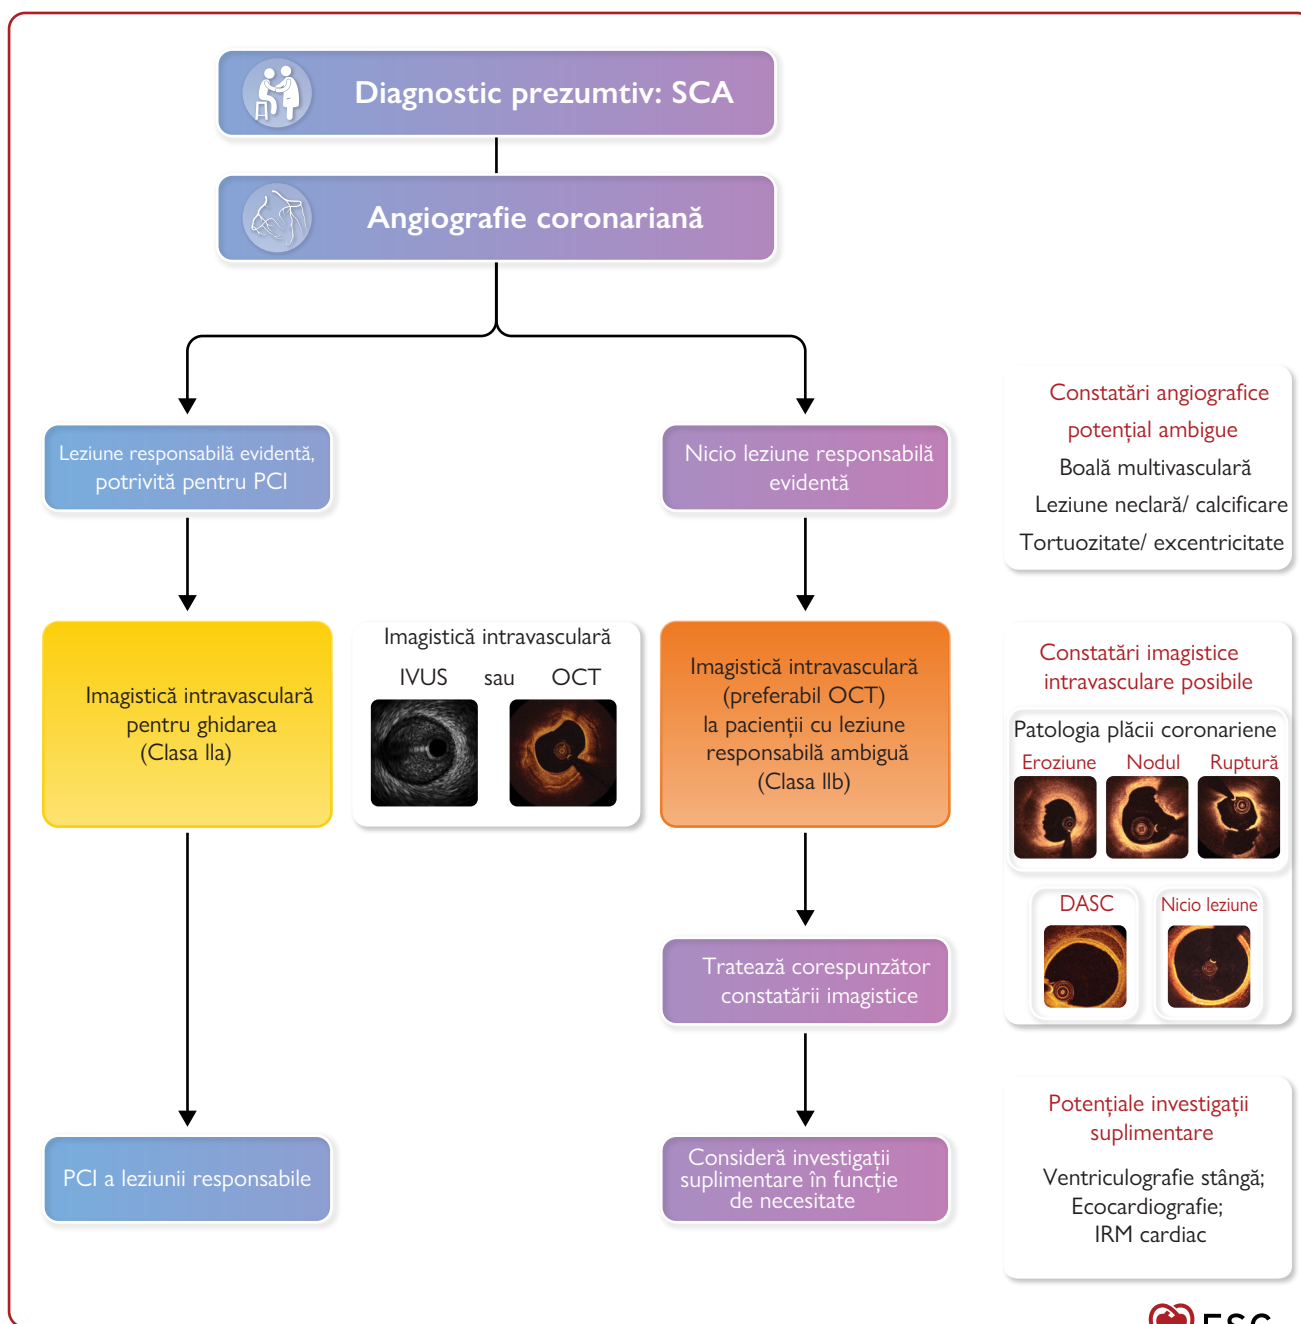 Diagnostic prezumtiv: SCA
Angiografie coronariană
Leziune responsabilă evidentă,
potrivită pentru PCI
Nicio leziune responsabilă
evidentă
Constatări angiografice
potențial ambigue
Boală multivasculară
Leziune neclară/ calcificare
Tortuozitate/ excentricitate
Imagistică intravasculară
pentru ghidarea
(Clasa IIa)
Imagistică intravasculară
IVUS sau OCT
Imagistică intravasculară
(preferabil OCT)
la pacienții cu leziune
responsabilă ambiguă
(Clasa IIb)
Constatări imagistice
intravasculare posibile
Patologia plăcii coronariene
Eroziune Nodul Ruptură
DASC Nicio leziune
Tratează corespunzător
constatării imagistice
PCI a leziunii responsabile
Consideră investigații
suplimentare în funcție
de necesitate
Potențiale investigații
suplimentare
Ventriculografie stângă;
Ecocardiografie;
IRM cardiac
ESC